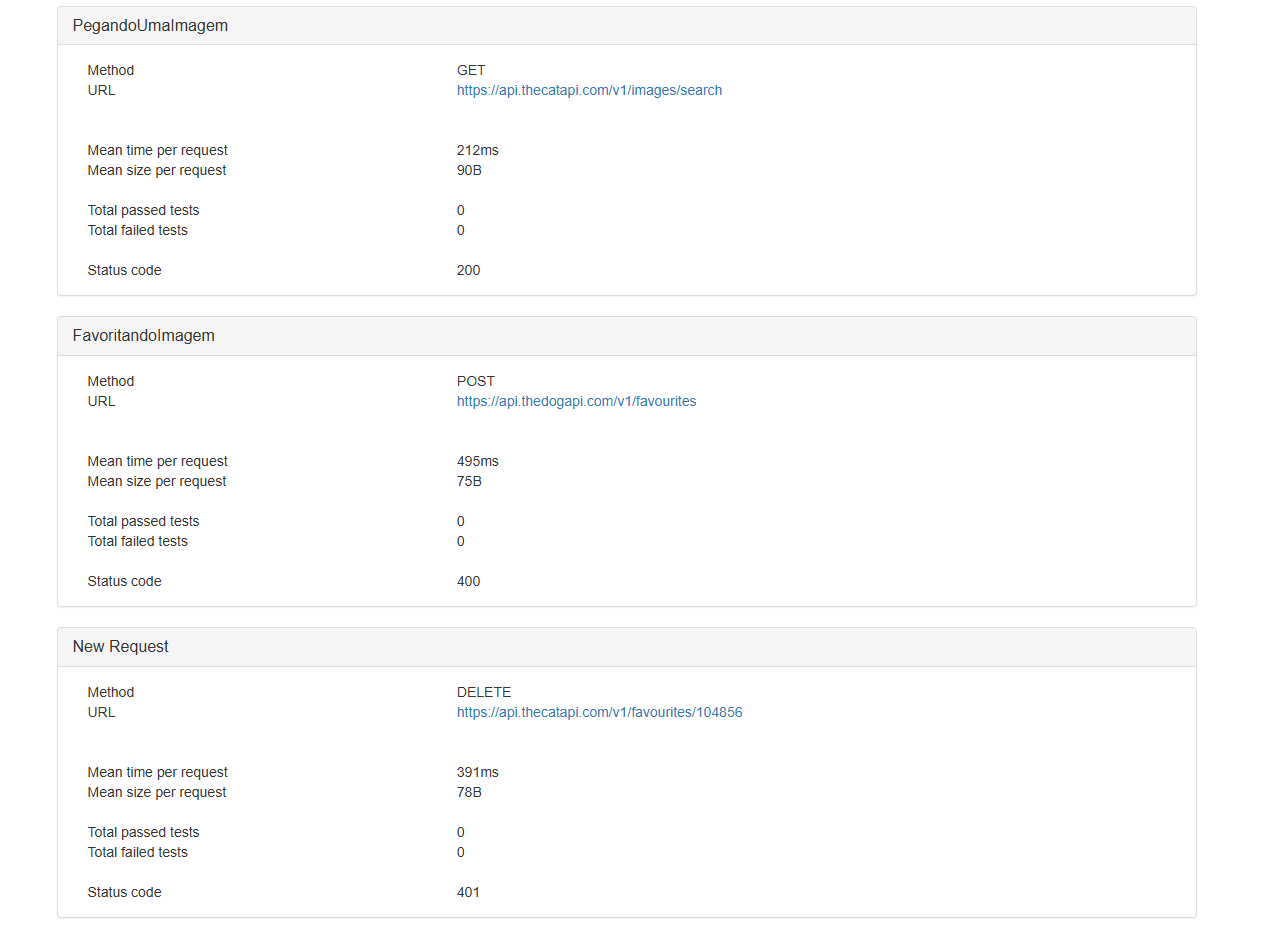 PegandoUmaImagem
Method GET
URL https://api.thecatapi.com/v1/images/search
Mean time per request 212ms
Mean size per request 90B
Total passed tests 0
Total failed tests 0
Status code 200
FavoritandoImagem
Method POST
URL https://api.thedogapi.com/v1/favourites
Mean time per request 495ms
Mean size per request 75B
Total passed tests 0
Total failed tests 0
Status code 400
New Request
Method DELETE
URL https://api.thecatapi.com/v1/favourites/104856
Mean time per request 391ms
Mean size per request 78B
Total passed tests 0
Total failed tests 0
Status code 401